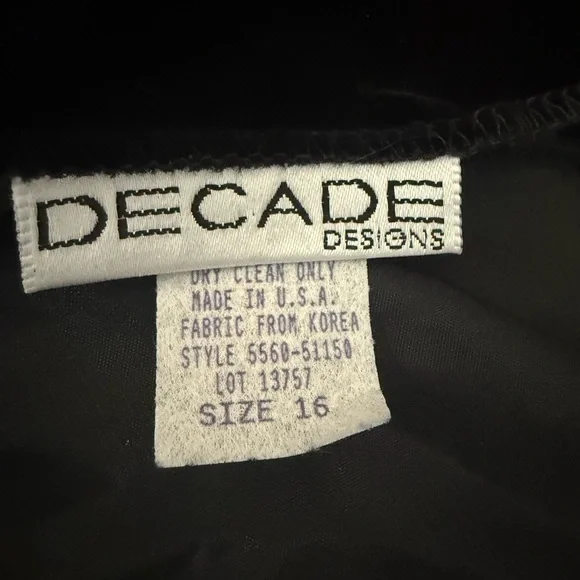 DECADE
DESIGNS
DRY CLEAN ONLY
MADE IN U.S.A.
FABRIC FROM KOREA
STYLE 5560-51150
LOT 13757
SIZE 16